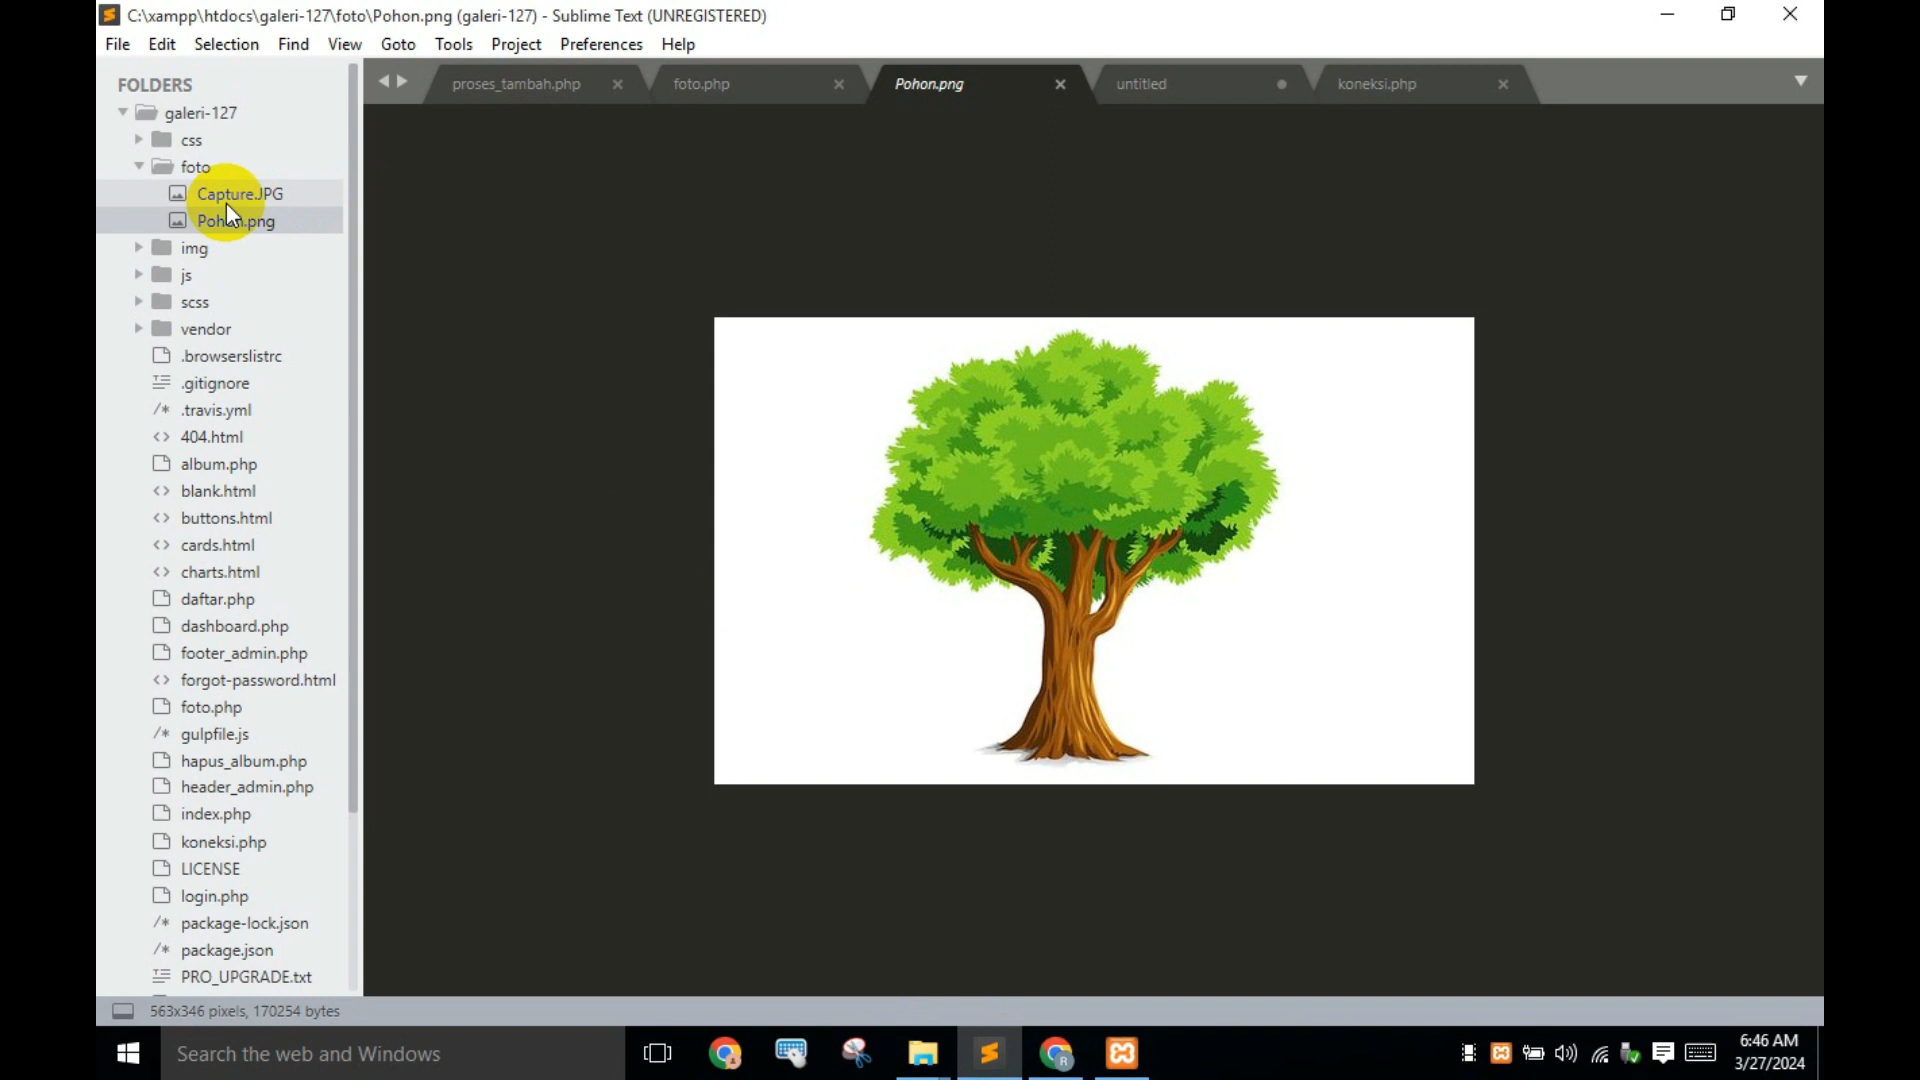 C:\xampp\htdocs\galeri-127\foto\Pohon.png (galeri-127) - Sublime Text (UNREGISTERED)
File Edit Selection Find View Goto Tools Project Preferences Help
proses_tambah.php foto.php Pohon.png untitled koneksi.php
FOLDERS
galeri-127
css
foto
Capture.JPG
Pohon.png
img
js
scss
vendor
.browserslistrc
.gitignore
/* .travis.yml
<> 404.html
album.php
<> blank.html
<> buttons.html
<> cards.html
<> charts.html
daftar.php
dashboard.php
footer_admin.php
<> forgot-password.html
foto.php
/* gulpfile.js
hapus_album.php
header_admin.php
index.php
koneksi.php
LICENSE
login.php
/* package-lock.json
/* package.json
PRO_UPGRADE.txt
563x346 pixels, 170254 bytes
Search the web and Windows
R
6:46 AM
3/27/2024